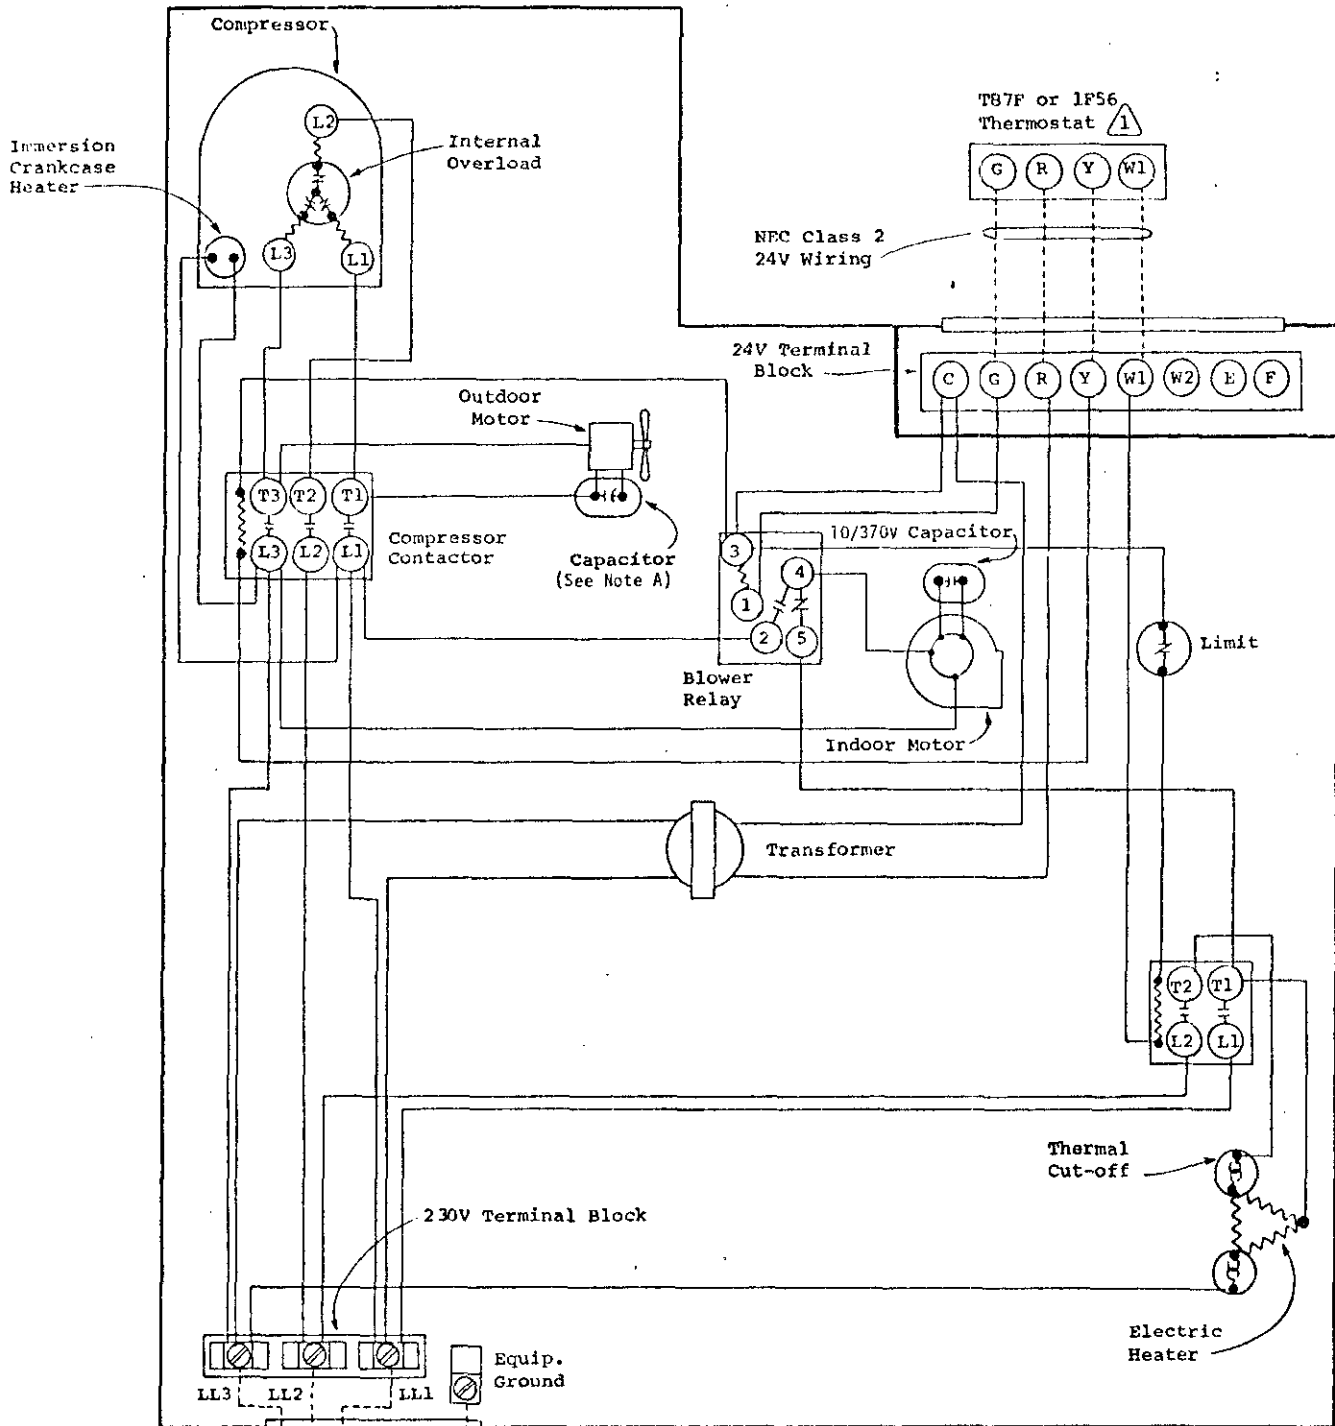 Compressor
Immersion
Crankcase
Heater
L2
Internal
Overload
L3
L1
T87F or 1F56
Thermostat 1
G R Y W1
NEC Class 2
24V Wiring
24V Terminal
Block
C G R Y W1 W2 E F
Outdoor
Motor
T3 T2 T1
L3 L2 L1
Compressor
Contactor
Capacitor
(See Note A)
10/370V Capacitor
3
4
1
2
5
Blower
Relay
Limit
Indoor Motor
Transformer
T2 T1
L2 L1
Thermal
Cut-off
230V Terminal Block
Electric
Heater
Equip.
Ground
LL3 LL2 LL1